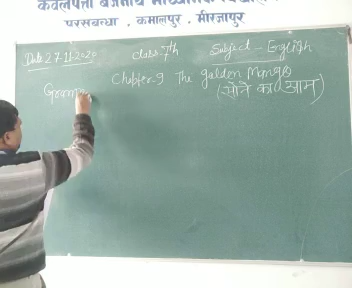 परसबन्धा . कमालपुर . मीरजापुर
Date 27.11.2020 class 7th Subject - English
Chapter 9 The golden Mango
(सोने का आम)
Gramm